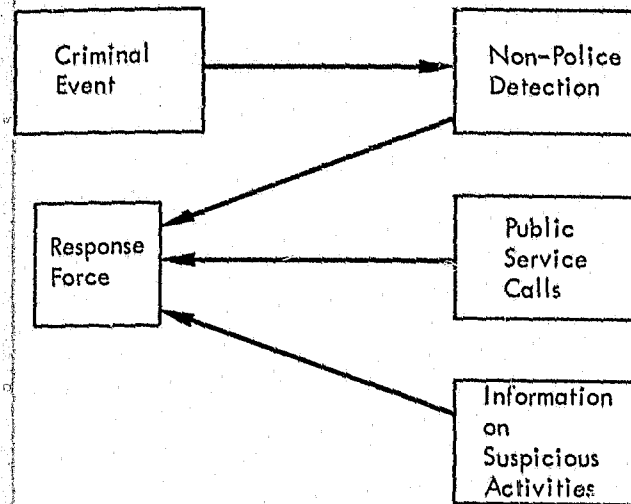 Criminal
Event
Non-Police
Detection
Response
Force
Public
Service
Calls
Information
on
Suspicious
Activities